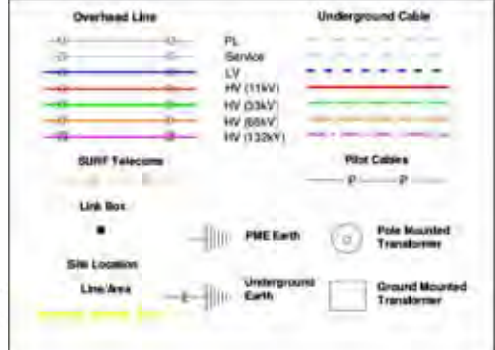 Overhead Line
Underground Cable
PL
Service
LV
HV (11kV)
HV (33kV)
HV (66kV)
HV (132kV)
SURF Telecoms
Pilot Cables
P P
Link Box
PME Earth
Pole Mounted
Transformer
Site Location
Line/Area
Underground
Earth
Ground Mounted
Transformer